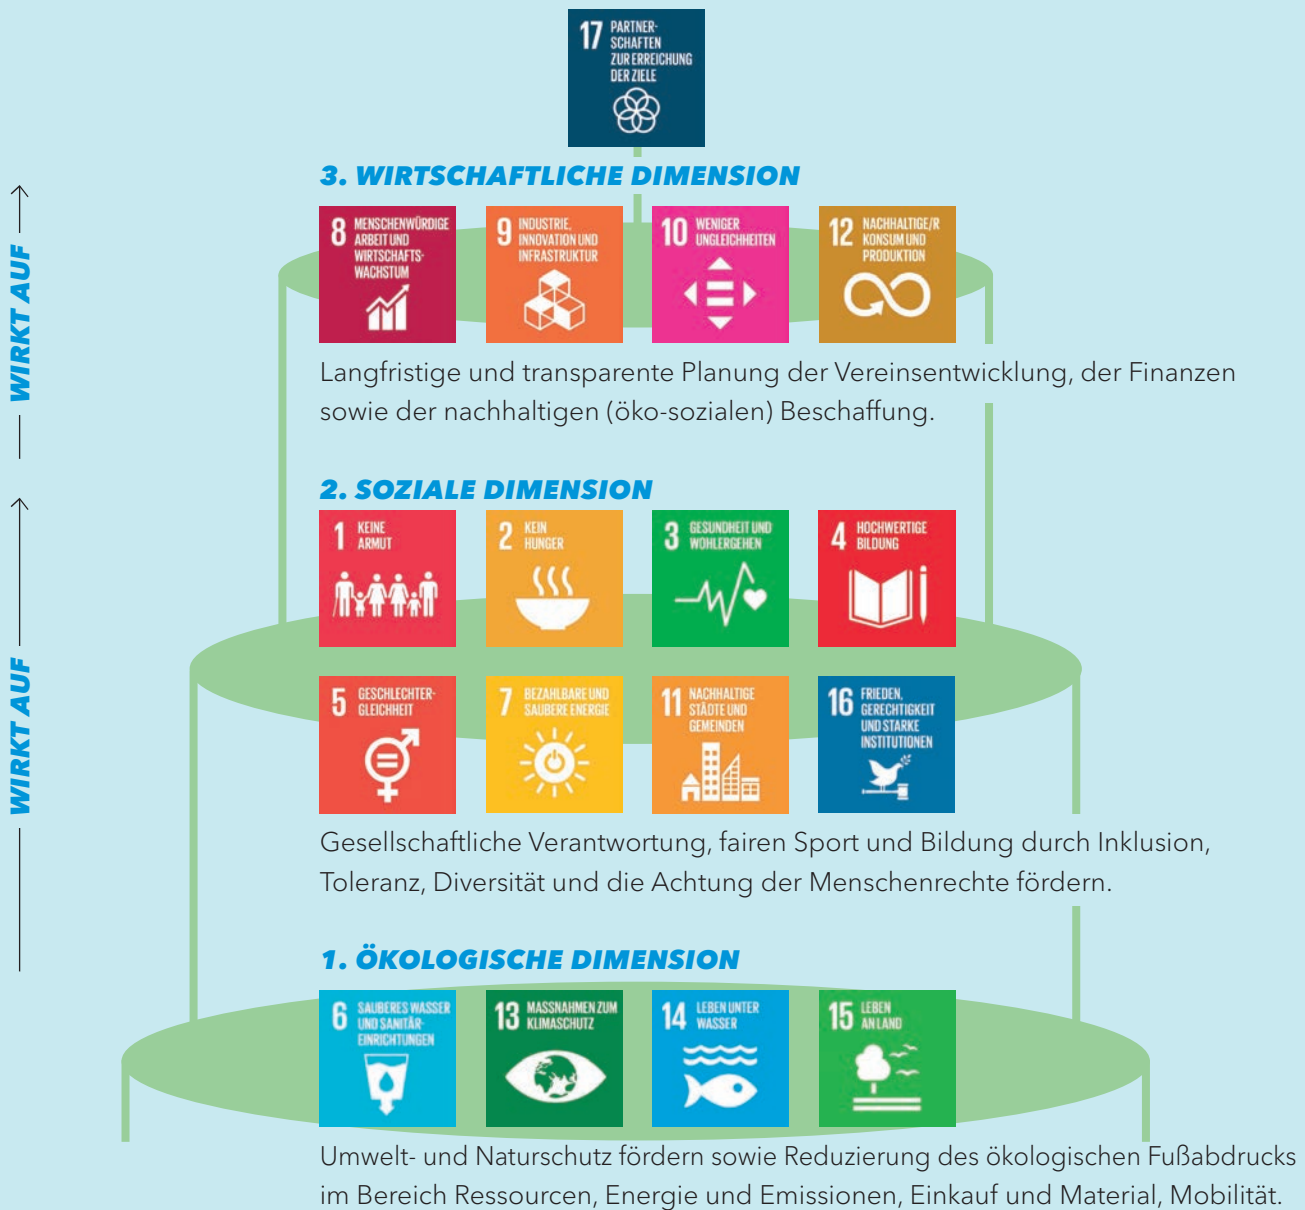 17 PARTNER-
SCHAFTEN
ZUR ERREICHUNG
DER ZIELE
3. WIRTSCHAFTLICHE DIMENSION
8 MENSCHENWÜRDIGE
ARBEIT UND
WIRTSCHAFTS-
WACHSTUM
9 INDUSTRIE,
INNOVATION UND
INFRASTRUKTUR
10 WENIGER
UNGLEICHHEITEN
12 NACHHALTIGE/R
KONSUM UND
PRODUKTION
Langfristige und transparente Planung der Vereinsentwicklung, der Finanzen
sowie der nachhaltigen (öko-sozialen) Beschaffung.
WIRKT AUF
2. SOZIALE DIMENSION
1 KEINE
ARMUT
2 KEIN
HUNGER
3 GESUNDHEIT UND
WOHLERGEHEN
4 HOCHWERTIGE
BILDUNG
5 GESCHLECHTER-
GLEICHHEIT
7 BEZAHLBARE UND
SAUBERE ENERGIE
11 NACHHALTIGE
STÄDTE UND
GEMEINDEN
16 FRIEDEN,
GERECHTIGKEIT
UND STARKE
INSTITUTIONEN
Gesellschaftliche Verantwortung, fairen Sport und Bildung durch Inklusion,
Toleranz, Diversität und die Achtung der Menschenrechte fördern.
WIRKT AUF
1. ÖKOLOGISCHE DIMENSION
6 SAUBERES WASSER
UND SANITÄR-
EINRICHTUNGEN
13 MASSNAHMEN ZUM
KLIMASCHUTZ
14 LEBEN UNTER
WASSER
15 LEBEN
AN LAND
Umwelt- und Naturschutz fördern sowie Reduzierung des ökologischen Fußabdrucks
im Bereich Ressourcen, Energie und Emissionen, Einkauf und Material, Mobilität.